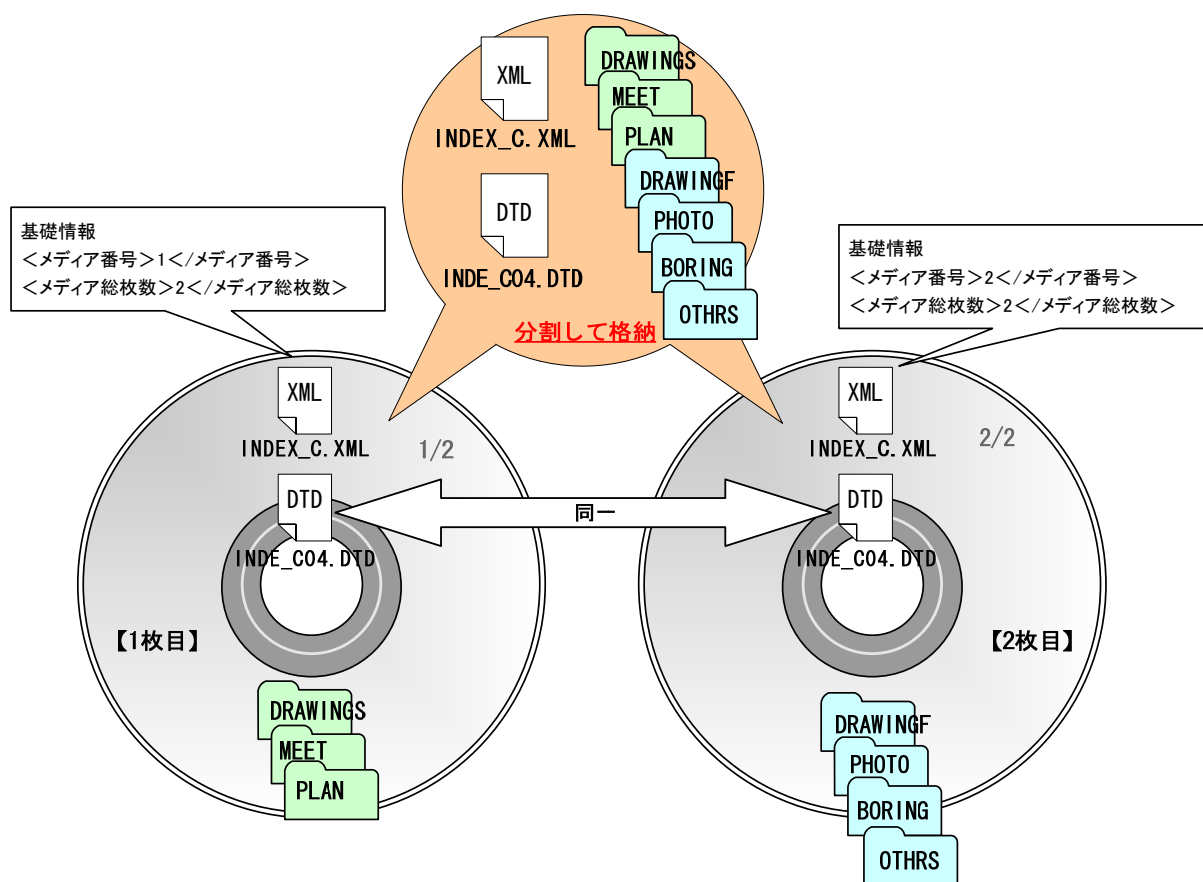 XML
INDEX_C.XML
DTD
INDE_C04.DTD
DRAWINGS
MEET
PLAN
DRAWINGF
PHOTO
BORING
OTHRS
分割して格納
基礎情報
<メディア番号>1</メディア番号>
<メディア総枚数>2</メディア総枚数>
基礎情報
<メディア番号>2</メディア番号>
<メディア総枚数>2</メディア総枚数>
XML
INDEX_C.XML
1/2
DTD
INDE_C04.DTD
【1枚目】
DRAWINGS
MEET
PLAN
同一
XML
INDEX_C.XML
2/2
DTD
INDE_C04.DTD
【2枚目】
DRAWINGF
PHOTO
BORING
OTHRS